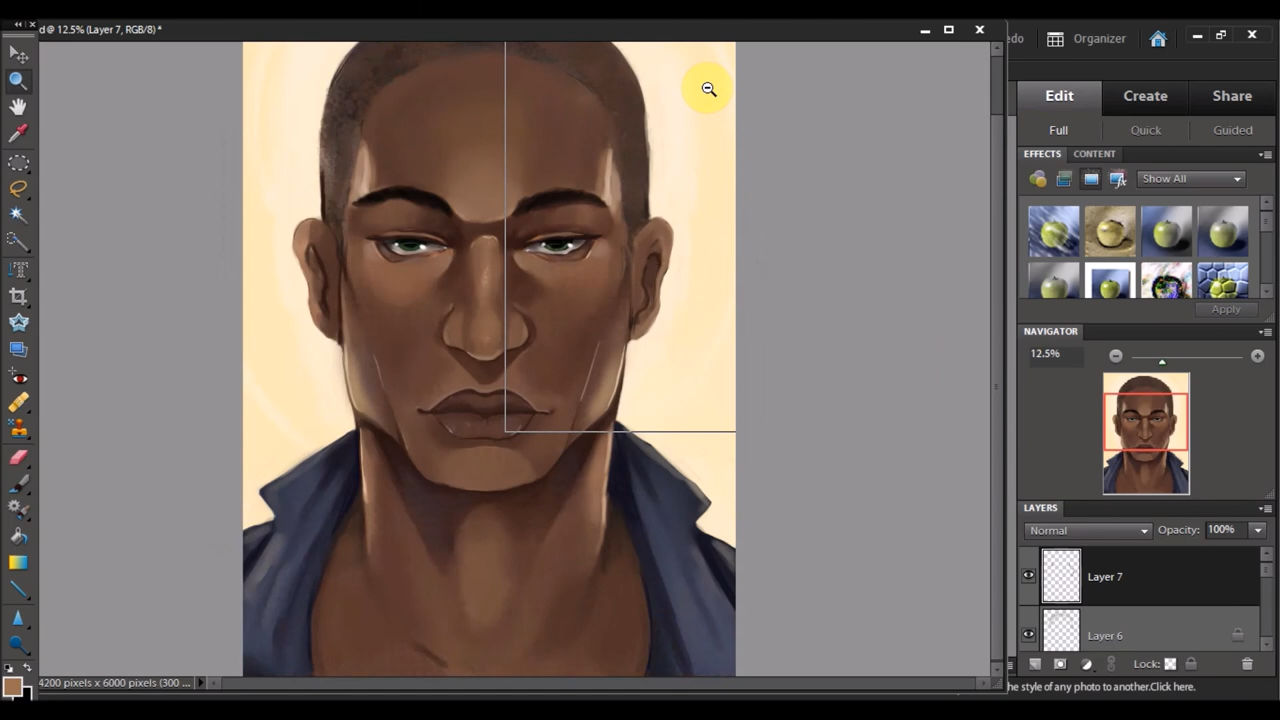 d @ 12.5% (Layer 7, RGB/8) *
edo
Organizer
Edit
Create
Share
Full
Quick
Guided
EFFECTS
CONTENT
Show All
Apply
NAVIGATOR
12.5%
LAYERS
Normal
Opacity:
100%
Layer 7
Layer 6
Lock:
4200 pixels x 6000 pixels (300 ...
he style of any photo to another.Click here.